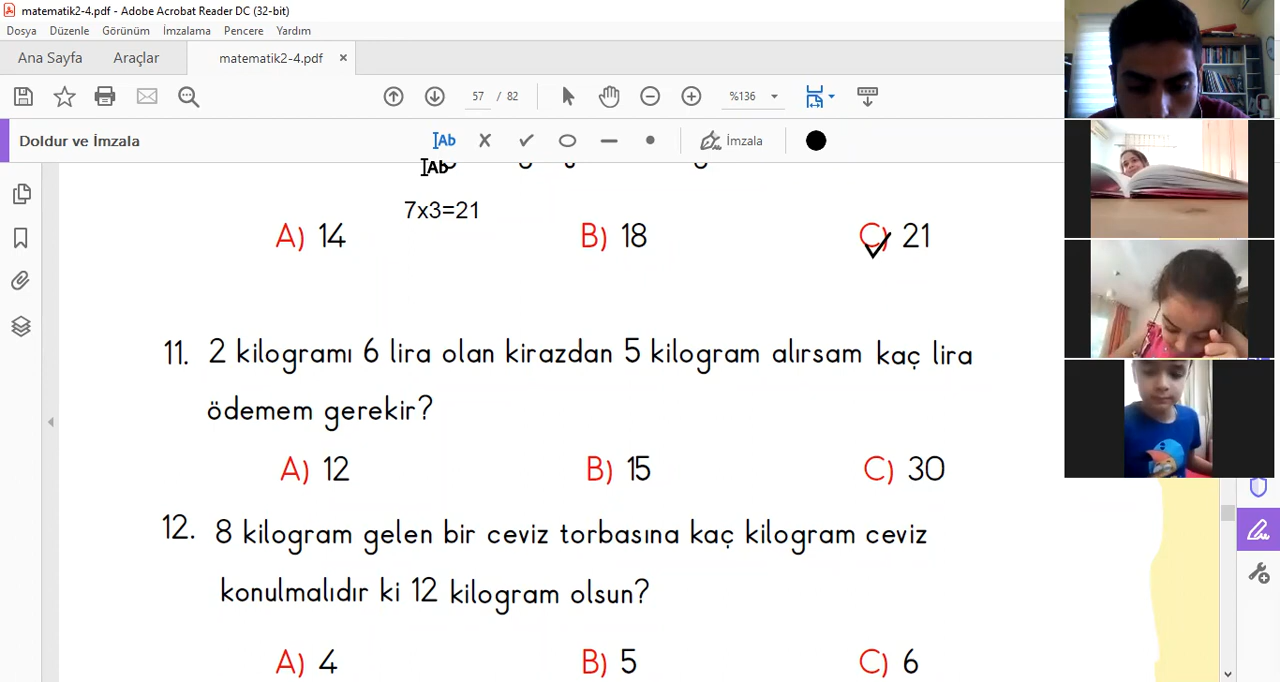 matematik2-4.pdf - Adobe Acrobat Reader DC (32-bit)
Dosya Düzenle Görünüm İmzalama Pencere Yardım
Ana Sayfa Araçlar matematik2-4.pdf ×
57 / 82 %136
Doldur ve İmzala Ab İmzala
Ab
7x3=21
A) 14 B) 18 C) 21
11. 2 kilogramı 6 lira olan kirazdan 5 kilogram alırsam kaç lira
ödemem gerekir?
A) 12 B) 15 C) 30
12. 8 kilogram gelen bir ceviz torbasına kaç kilogram ceviz
konulmalıdır ki 12 kilogram olsun?
A) 4 B) 5 C) 6